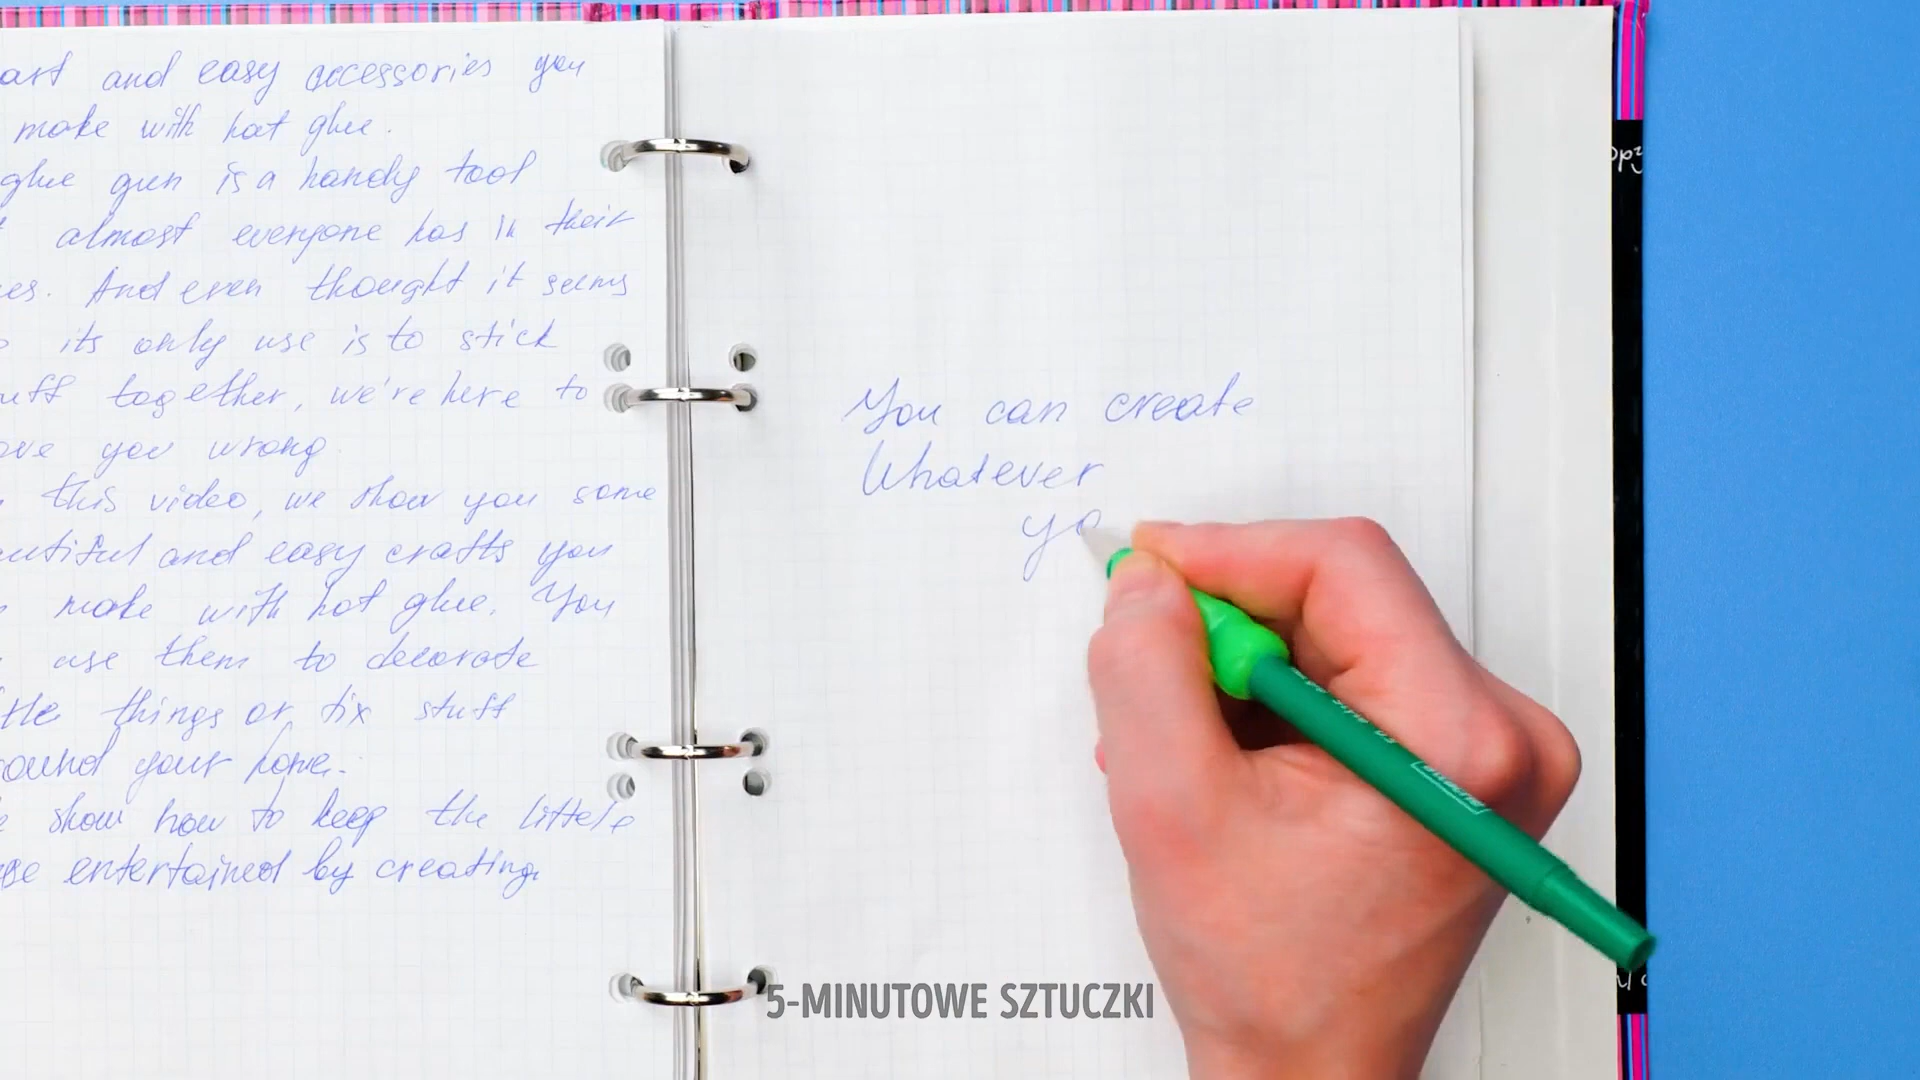 and easy accessories you
make with hot glue.
glue gun is a handy tool
almost everyone has in their
And even thought it seems
its only use is to stick
together, we're here to
you wrong
this video, we show you some
and easy crafts you
make with hot glue. You
use them to decorate
things or fix stuff
your home.
show how to keep the little
entertained by creating
You can create
Whatever
yo
5-MINUTOWE SZTUCZKI